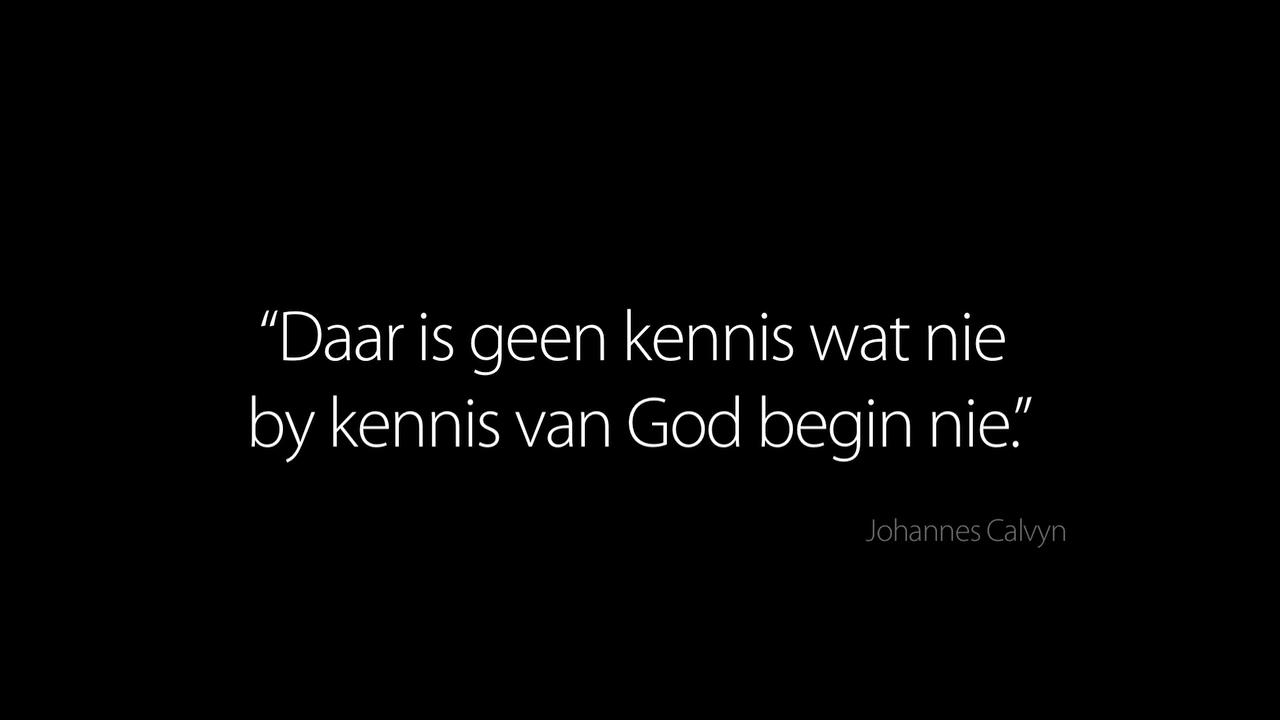 “Daar is geen kennis wat nie
by kennis van God begin nie.”
Johannes Calvyn